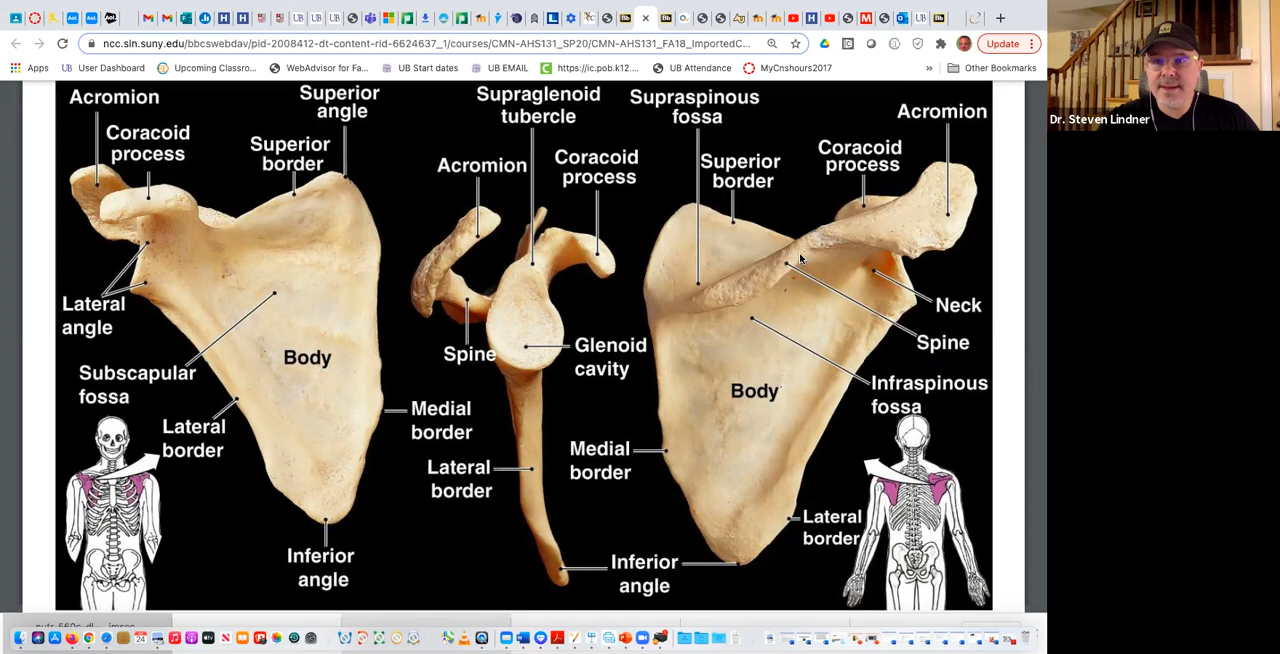 ncc.sln.suny.edu/bbcswebdav/pid-2008412-dt-content-rid-6624637_1/courses/CMN-AHS131_SP20/CMN-AHS131_FA18_ImportedC...
Update
Apps
User Dashboard
Upcoming Classro...
WebAdvisor for Fa...
UB Start dates
UB EMAIL
https://ic.pob.k12....
UB Attendance
MyCnshours2017
»
Other Bookmarks
Dr. Steven Lindner
Acromion
Coracoid
process
Superior
border
Superior
angle
Lateral
angle
Subscapular
fossa
Lateral
border
Body
Medial
border
Inferior
angle
Supraglenoid
tubercle
Acromion
Coracoid
process
Spine
Glenoid
cavity
Lateral
border
Inferior
angle
Supraspinous
fossa
Superior
border
Coracoid
process
Acromion
Neck
Spine
Infraspinous
fossa
Body
Medial
border
Lateral
border